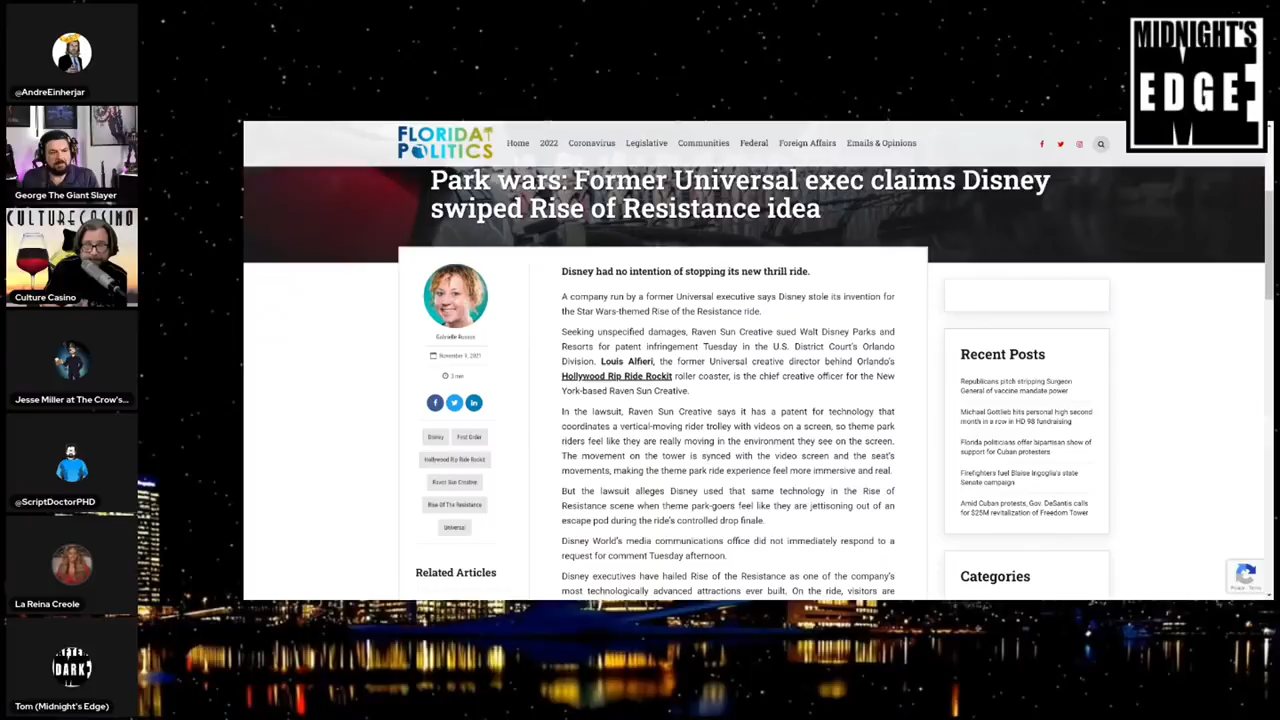 @AndreEinherjar
George The Giant Slayer
CULTURECASINO
Culture Casino
Jesse Miller at The Crow's...
@ScriptDoctorPHD
La Reina Creole
DARK
Tom (Midnight's Edge)
MIDNIGHT'S
EDGE
FLORIDA
POLITICS
Home 2022 Coronavirus Legislative Communities Federal Foreign Affairs Emails & Opinions
Park wars: Former Universal exec claims Disney
swiped Rise of Resistance idea
3 min
Disney First Order
Hollywood Rip Ride Rockit
Raven Sun Creative
Rise Of The Resistance
Universal
Related Articles
Disney had no intention of stopping its new thrill ride.
A company run by a former Universal executive says Disney stole its invention for
the Star Wars-themed Rise of the Resistance ride.
Seeking unspecified damages, Raven Sun Creative sued Walt Disney Parks and
Resorts for patent infringement Tuesday in the U.S. District Court's Orlando
Division. Louis Alfieri, the former Universal creative director behind Orlando's
Hollywood Rip Ride Rockit roller coaster, is the chief creative officer for the New
York-based Raven Sun Creative.
In the lawsuit, Raven Sun Creative says it has a patent for technology that
coordinates a vertical-moving rider trolley with videos on a screen, so theme park
riders feel like they are really moving in the environment they see on the screen.
The movement on the tower is synced with the video screen and the seat's
movements, making the theme park ride experience feel more immersive and real.
But the lawsuit alleges Disney used that same technology in the Rise of
Resistance scene when theme park-goers feel like they are jettisoning out of an
escape pod during the ride's controlled drop finale.
Disney World's media communications office did not immediately respond to a
request for comment Tuesday afternoon.
Disney executives have hailed Rise of the Resistance as one of the company's
most technologically advanced attractions ever built. On the ride, visitors are
Recent Posts
Republicans pitch stripping Surgeon
General of vaccine mandate power
Michael Gottlieb hits personal high second
month in a row in HD 98 fundraising
Florida politicians offer bipartisan show of
support for Cuban protesters
Firefighters fuel Blaise Ingoglia's state
Senate campaign
Amid Cuban protests, Gov. DeSantis calls
for $25M revitalization of Freedom Tower
Categories
Privacy - Terms